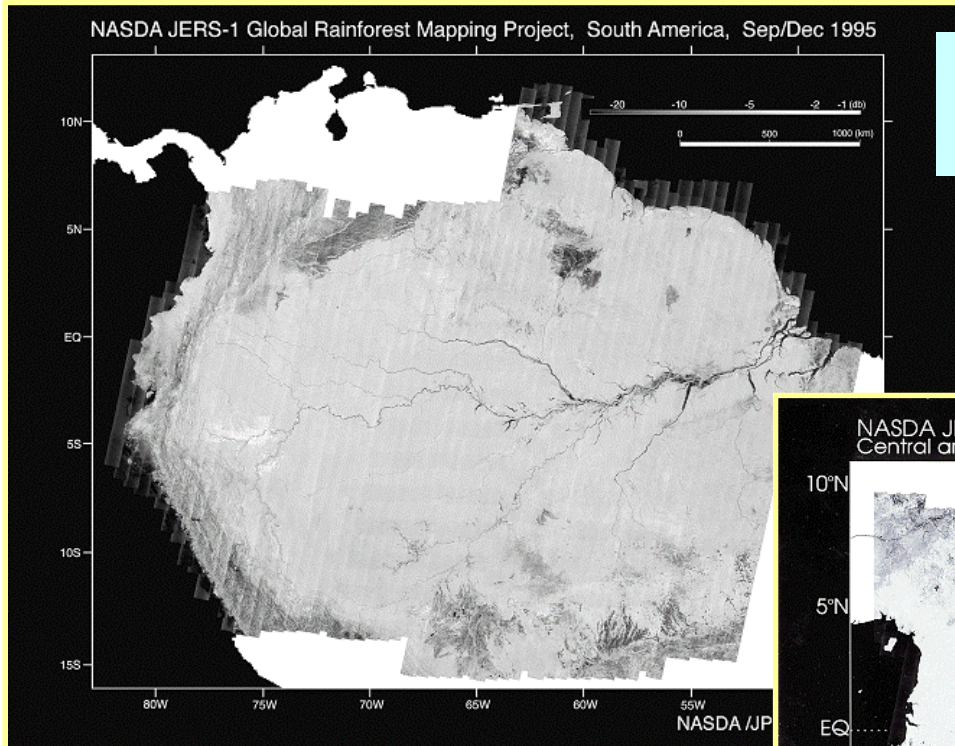 NASDA JERS-1 Global Rainforest Mapping Project, South America, Sep/Dec 1995
-20 -10 -5 -2 -1 (db)
0 500 1000 (km)
10N
5N
EQ
5S
10S
15S
80W 75W 70W 65W 60W 55W
NASDA /JP
NASDA JE
Central an
10°N
5°N
EQ